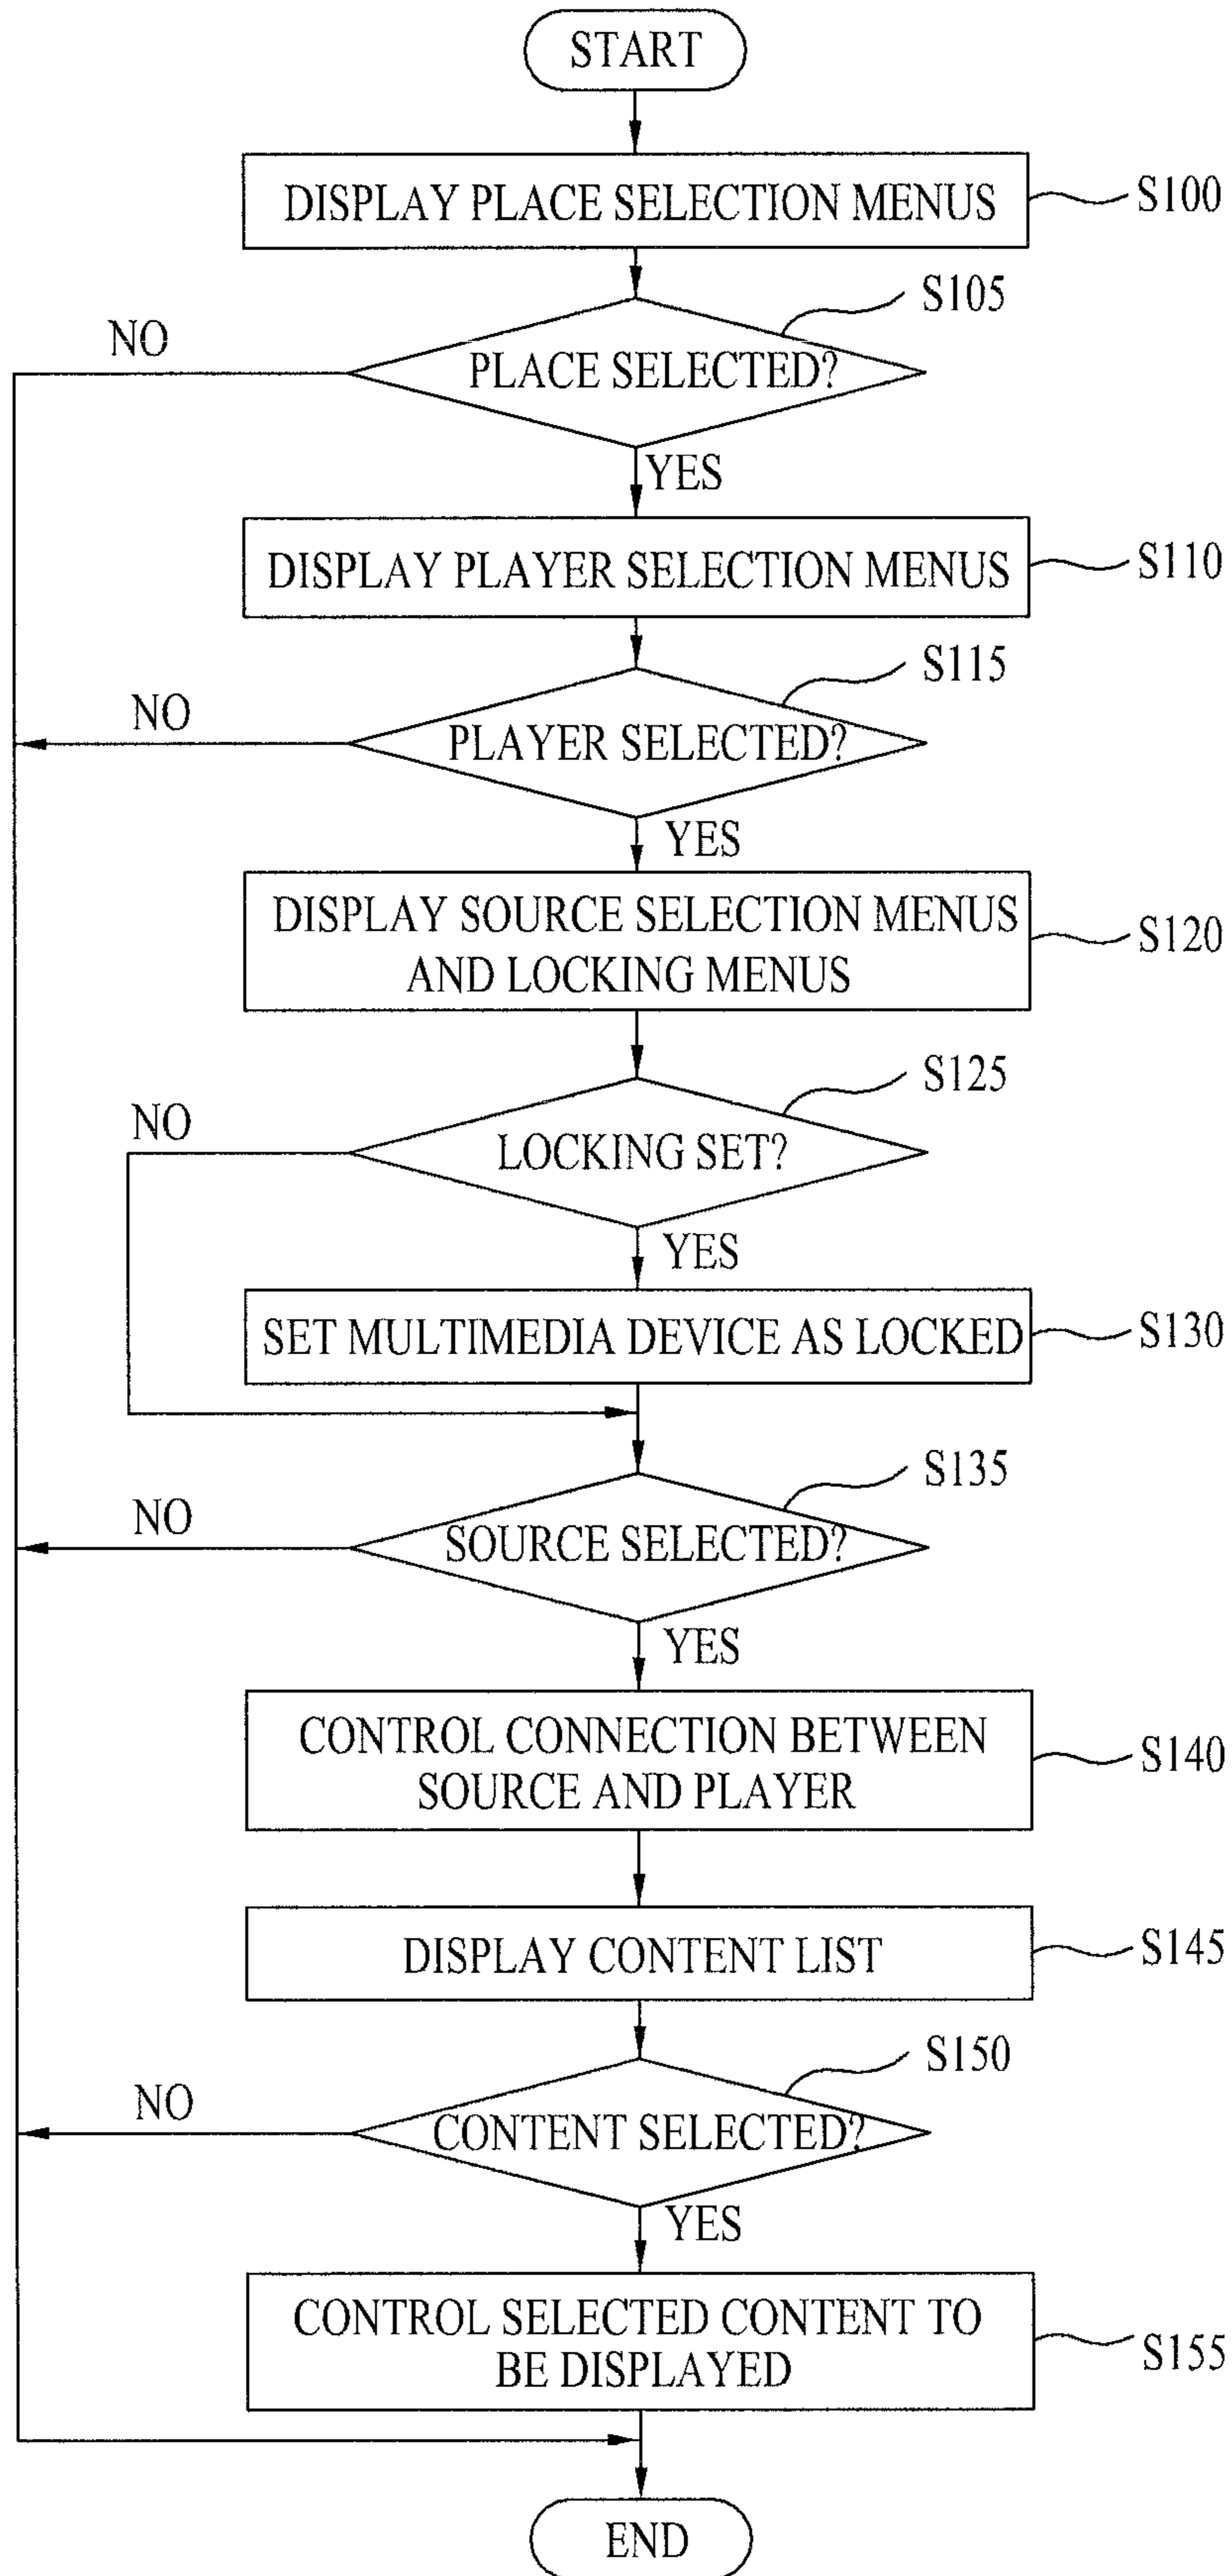 START
DISPLAY PLACE SELECTION MENUS
S100
S105
NO
PLACE SELECTED?
YES
DISPLAY PLAYER SELECTION MENUS
S110
S115
NO
PLAYER SELECTED?
YES
DISPLAY SOURCE SELECTION MENUS
AND LOCKING MENUS
S120
S125
NO
LOCKING SET?
YES
SET MULTIMEDIA DEVICE AS LOCKED
S130
S135
NO
SOURCE SELECTED?
YES
CONTROL CONNECTION BETWEEN
SOURCE AND PLAYER
S140
DISPLAY CONTENT LIST
S145
S150
NO
CONTENT SELECTED?
YES
CONTROL SELECTED CONTENT TO
BE DISPLAYED
S155
END